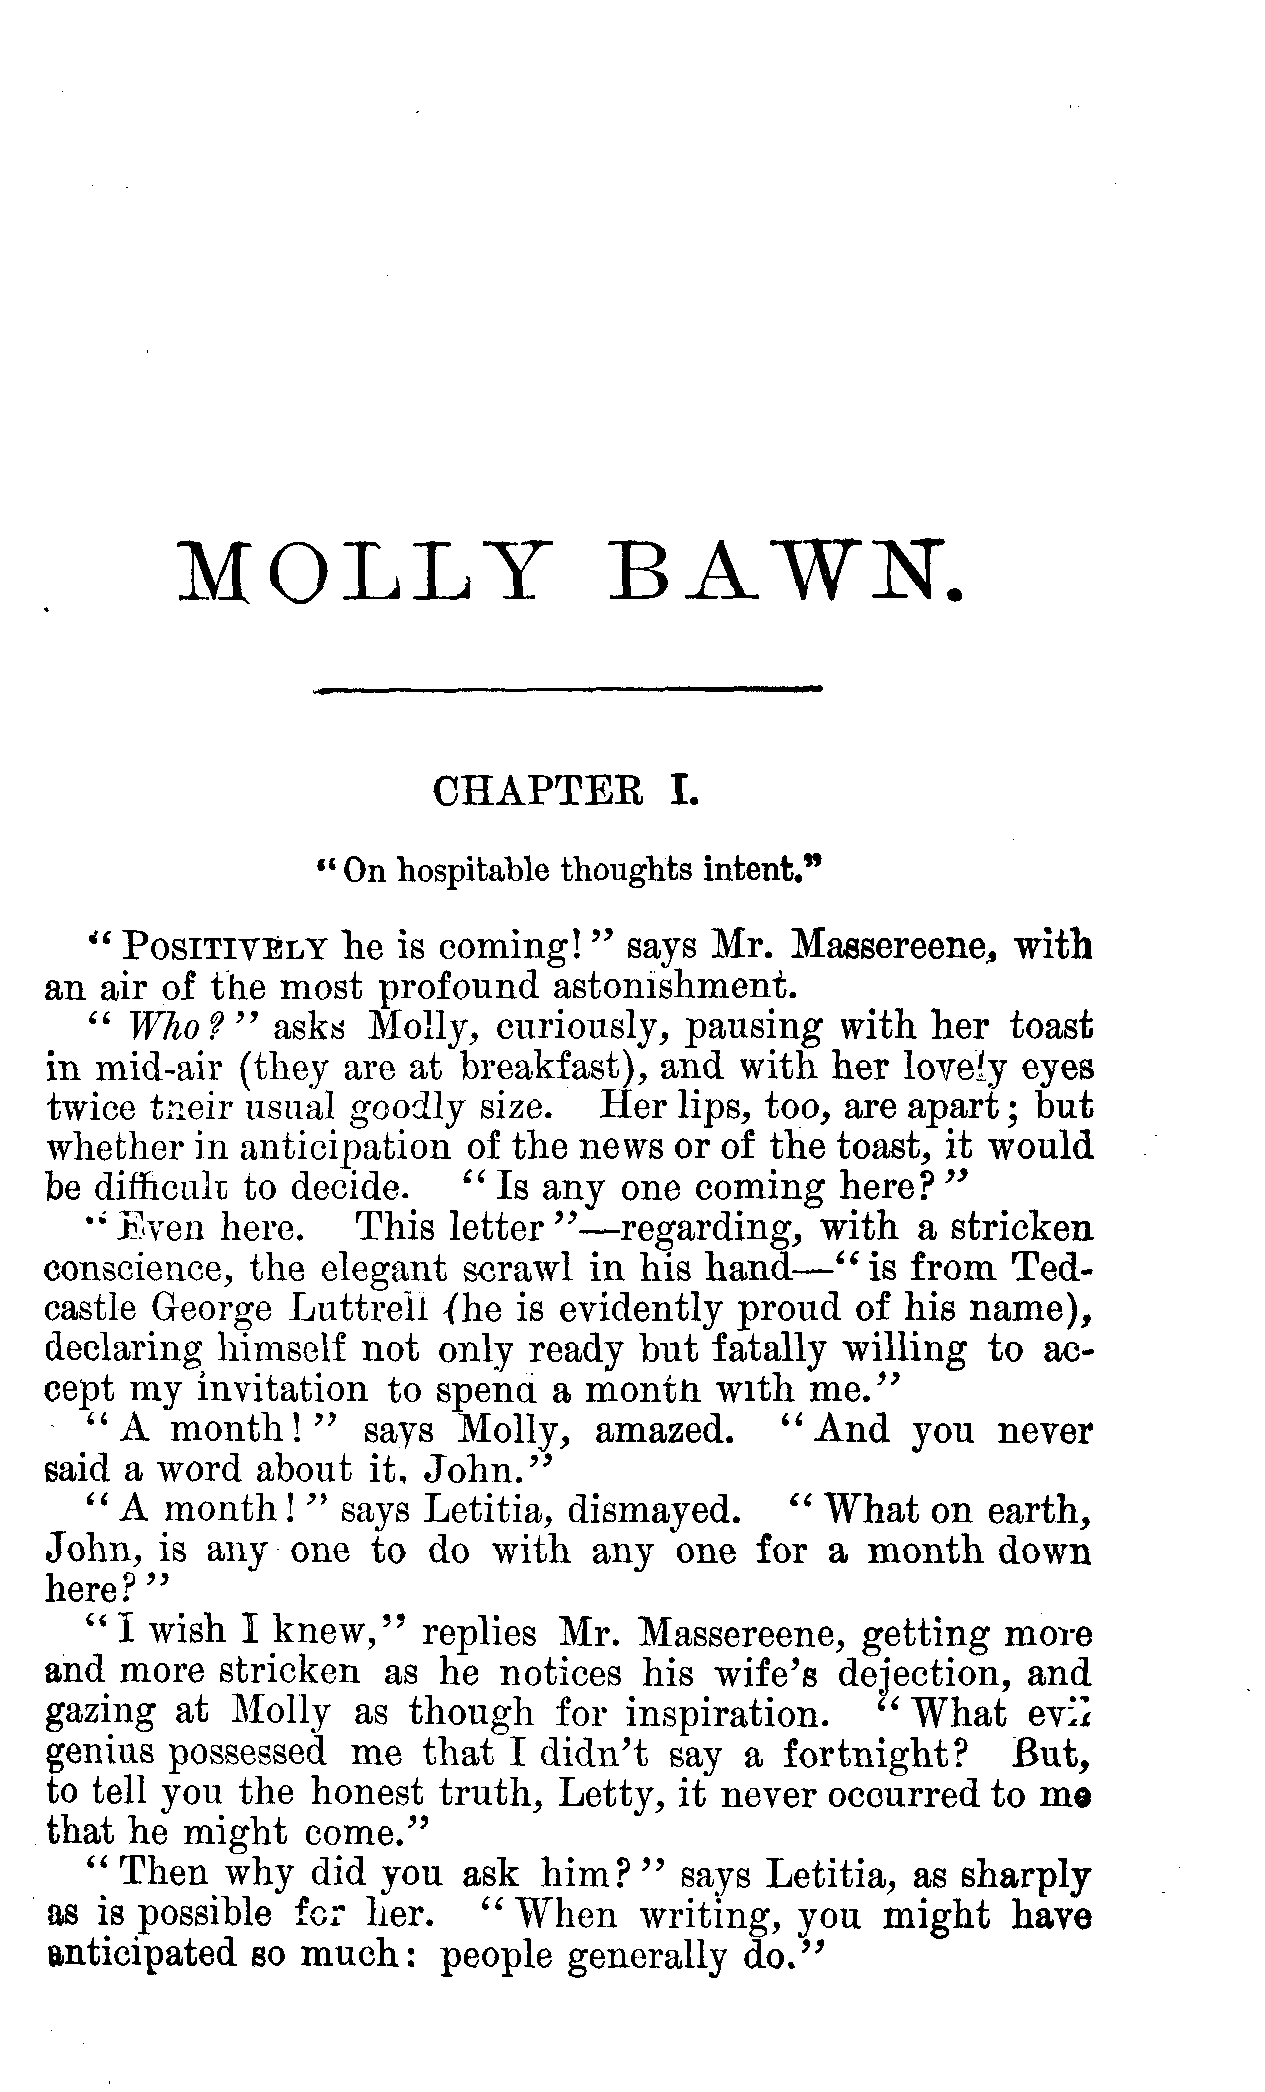 MOLLY BAWN.
CHAPTER I.
"On hospitable thoughts intent."
"POSITIVELY he is coming!" says Mr. Massereene, with
an air of the most profound astonishment.
"Who?" asks Molly, curiously, pausing with her toast
in mid-air (they are at breakfast), and with her lovely eyes
twice their usual goodly size. Her lips, too, are apart; but
whether in anticipation of the news or of the toast, it would
be difficult to decide. "Is any one coming here?"
"Even here. This letter"—regarding, with a stricken
conscience, the elegant scrawl in his hand—"is from Ted-
castle George Luttrell (he is evidently proud of his name),
declaring himself not only ready but fatally willing to ac-
cept my invitation to spend a month with me."
"A month!" says Molly, amazed. "And you never
said a word about it, John."
"A month!" says Letitia, dismayed. "What on earth,
John, is any one to do with any one for a month down
here?"
"I wish I knew," replies Mr. Massereene, getting more
and more stricken as he notices his wife's dejection, and
gazing at Molly as though for inspiration. "What evil
genius possessed me that I didn't say a fortnight? But,
to tell you the honest truth, Letty, it never occurred to me
that he might come."
"Then why did you ask him?" says Letitia, as sharply
as is possible for her. "When writing, you might have
anticipated so much: people generally do."